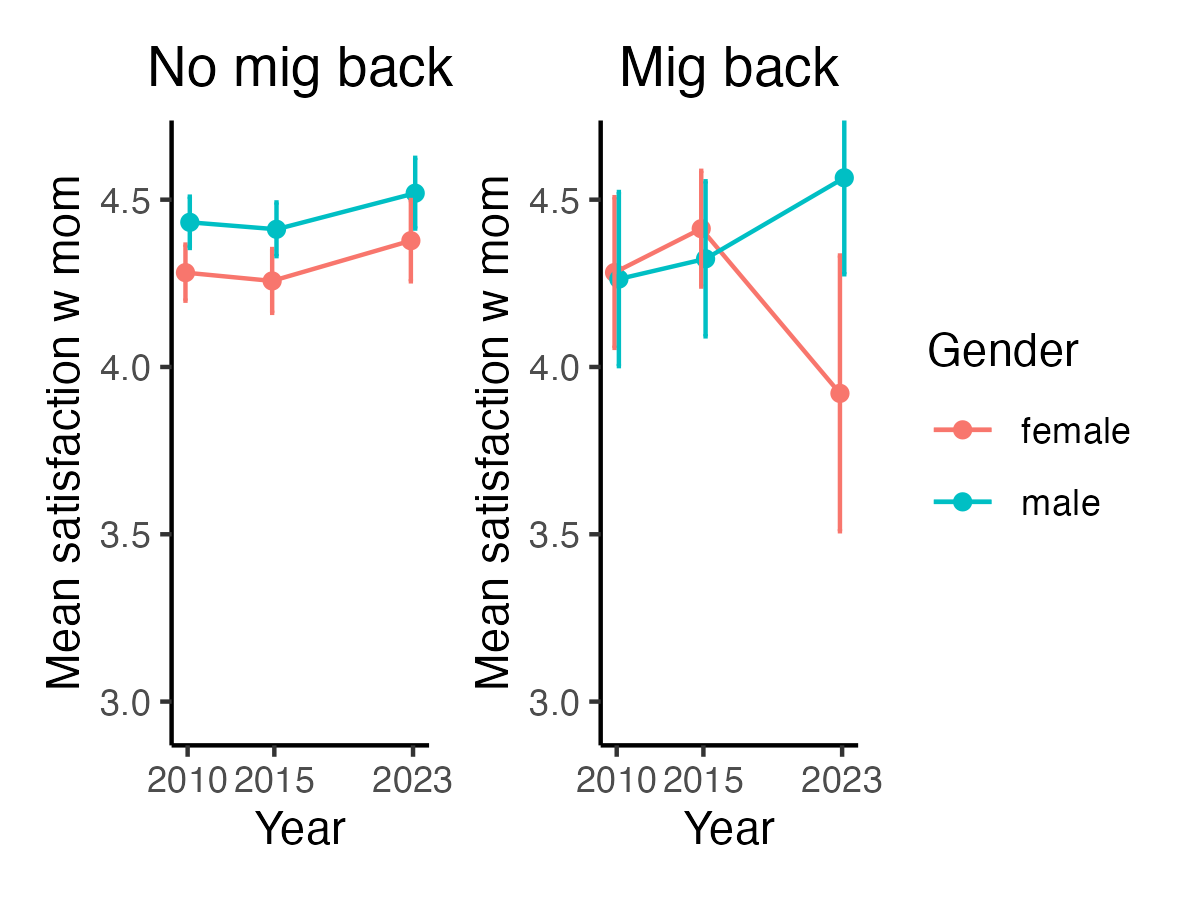 No mig back
Mean satisfaction w mom
4.5
4.0
3.5
3.0
2010 2015 2023
Year
Mig back
Mean satisfaction w mom
4.5
4.0
3.5
3.0
2010 2015 2023
Year
Gender
female
male